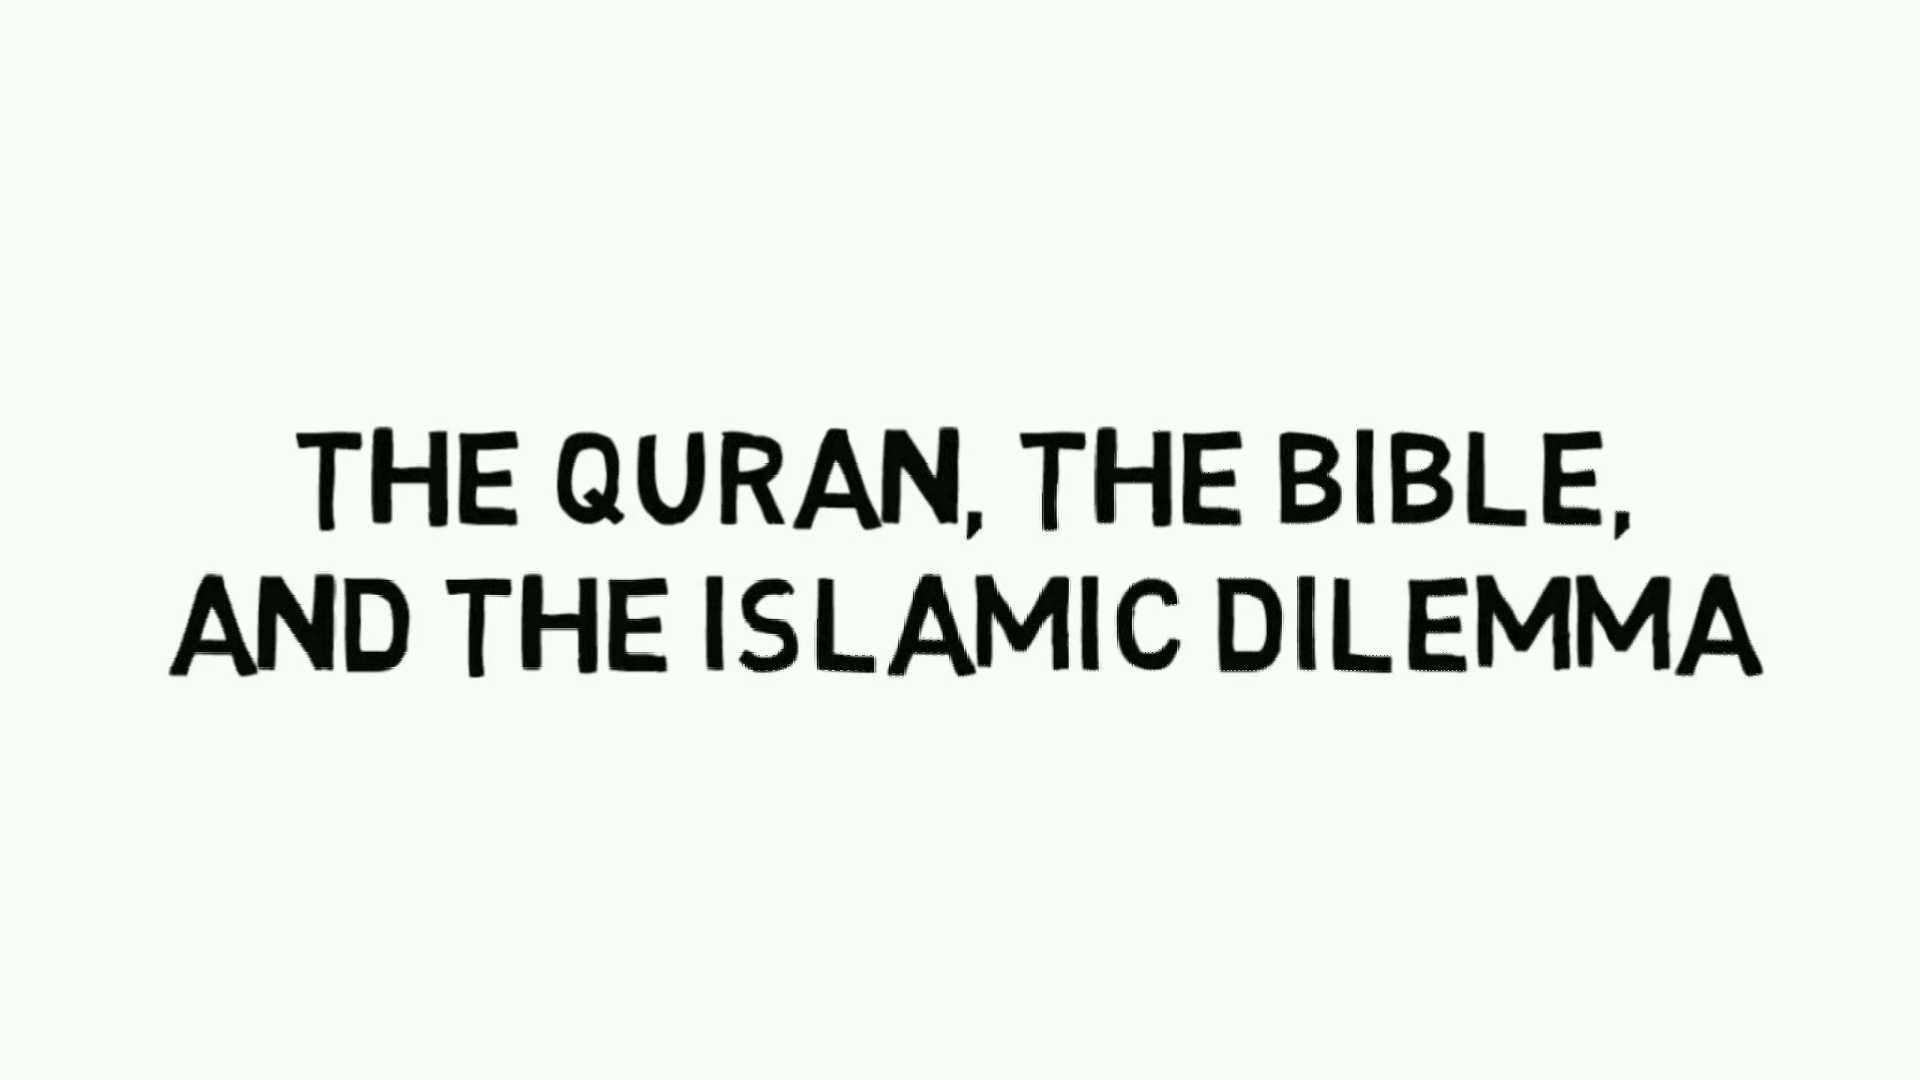 THE QURAN, THE BIBLE,
AND THE ISLAMIC DILEMMA